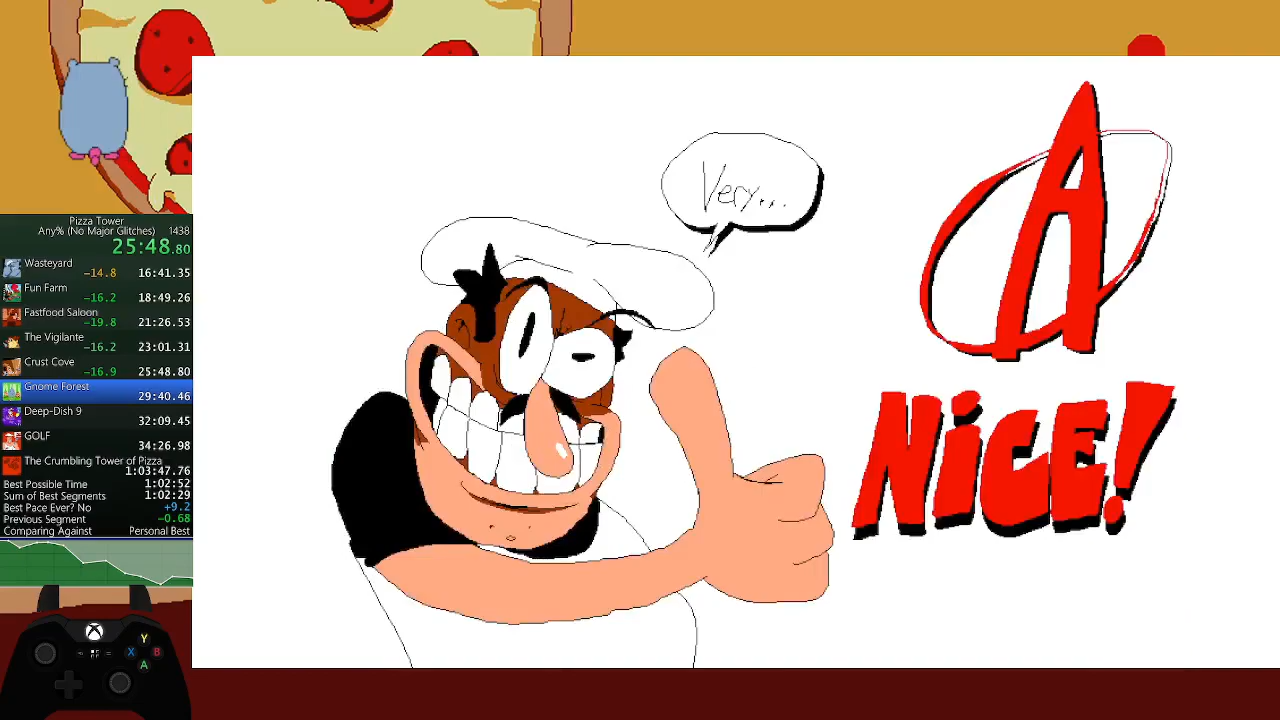 Pizza Tower
Any% (No Major Glitches) 1438
25:48.80
Wasteyard -14.8 16:41.35
Fun Farm -16.2 18:49.26
Fastfood Saloon -19.8 21:26.53
The Vigilante -16.2 23:01.31
Crust Cove -16.9 25:48.80
Gnome Forest 29:40.46
Deep-Dish 9 32:09.45
GOLF 34:26.98
The Crumbling Tower of Pizza 1:03:47.76
Best Possible Time 1:02:52
Sum of Best Segments 1:02:29
Best Pace Ever? No +9.2
Previous Segment -0.68
Comparing Against Personal Best
Very...
A
NiCE!
Y
X B
A